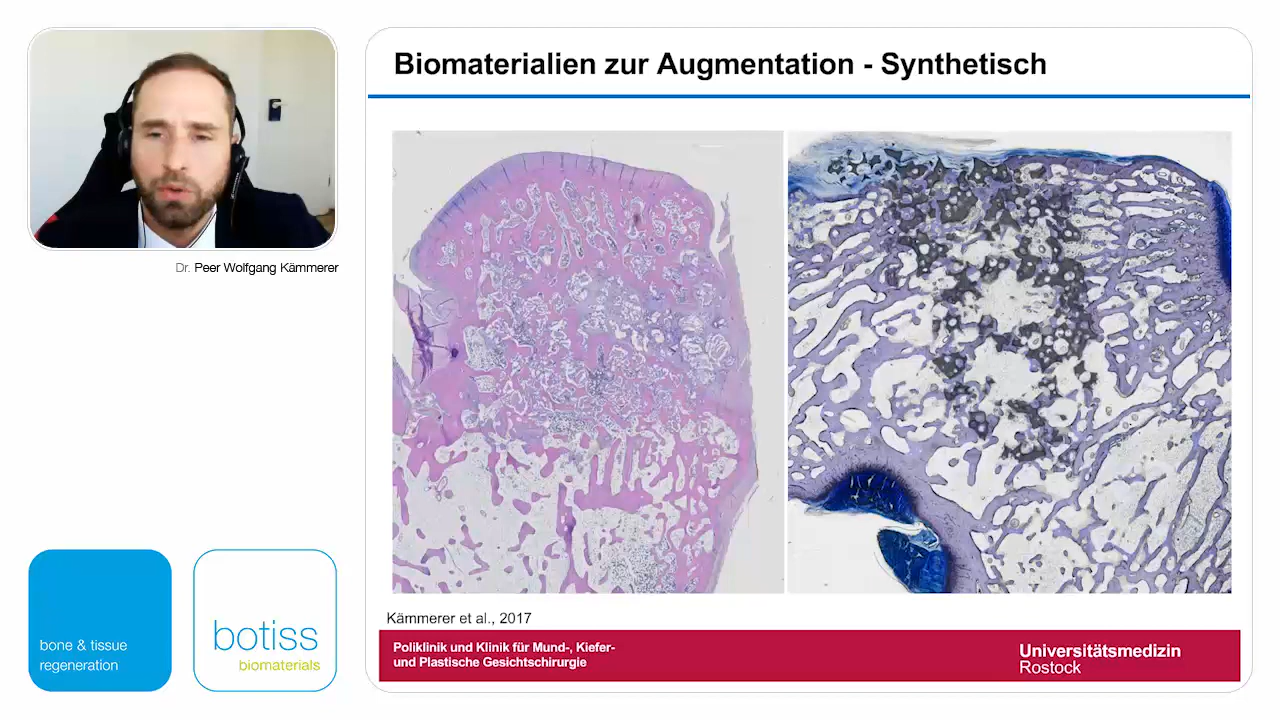 Biomaterialien zur Augmentation - Synthetisch
Dr. Peer Wolfgang Kämmerer
bone & tissue
regeneration
botiss
biomaterials
Kämmerer et al., 2017
Poliklinik und Klinik für Mund-, Kiefer-
und Plastische Gesichtschirurgie
Universitätsmedizin
Rostock